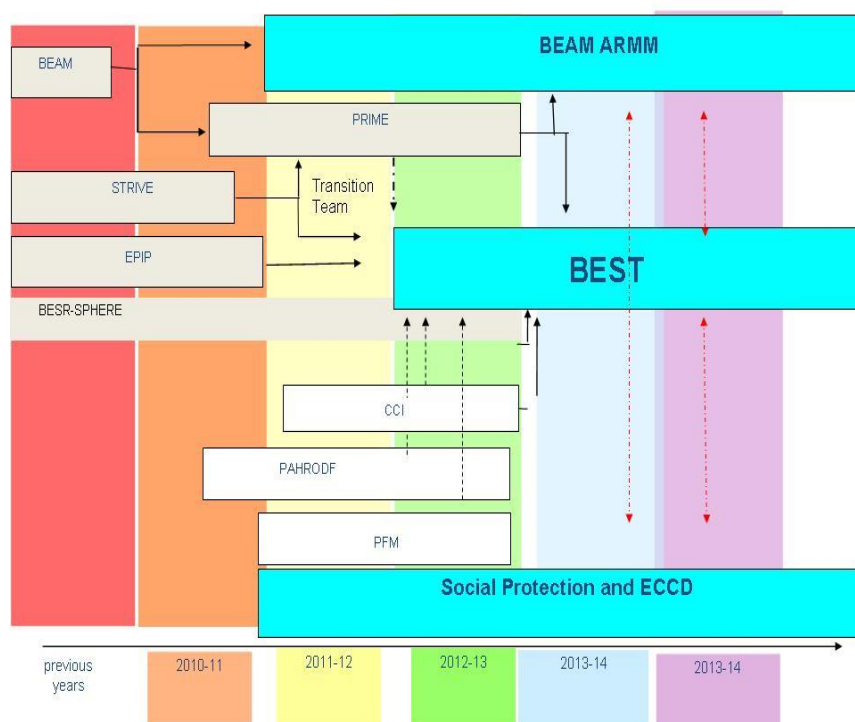 BEAM ARMM
BEAM
PRIME
STRIVE
Transition
Team
EPIP
BEST
BESR-SPHERE
CCI
PAHRODF
PFM
Social Protection and ECCD
previous
years
2010-11
2011-12
2012-13
2013-14
2013-14